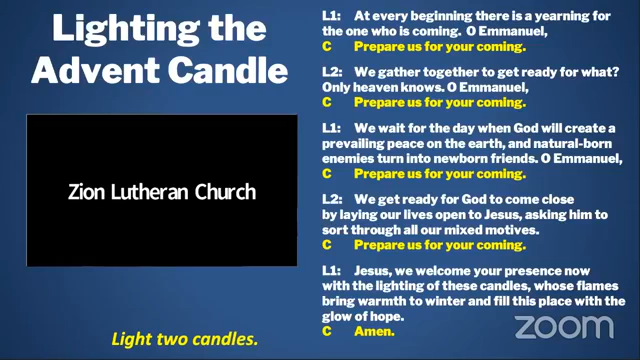 Lighting the
Advent Candle
Zion Lutheran Church
Light two candles.
L1: At every beginning there is a yearning for
the one who is coming. O Emmanuel,
C Prepare us for your coming.
L2: We gather together to get ready for what?
Only heaven knows. O Emmanuel,
C Prepare us for your coming.
L1: We wait for the day when God will create a
prevailing peace on the earth, and natural-born
enemies turn into newborn friends. O Emmanuel,
C Prepare us for your coming.
L2: We get ready for God to come close
by laying our lives open to Jesus, asking him to
sort through all our mixed motives.
C Prepare us for your coming.
L1: Jesus, we welcome your presence now
with the lighting of these candles, whose flames
bring warmth to winter and fill this place with the
glow of hope.
C Amen.
zoom